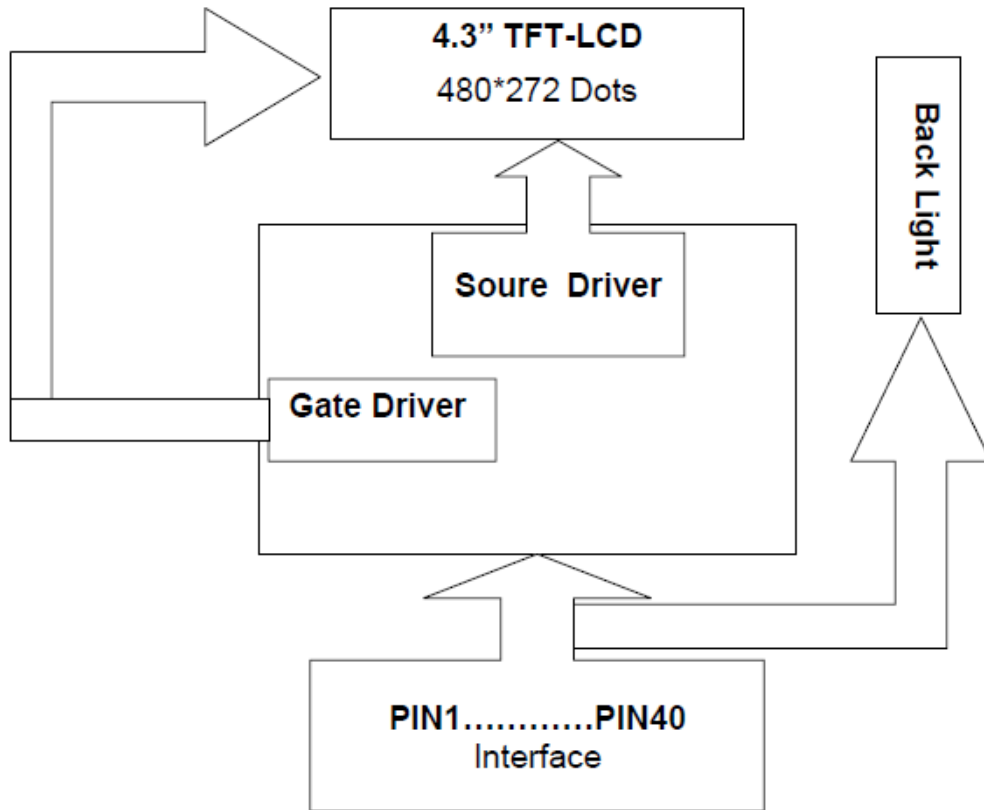 4.3” TFT-LCD
480*272 Dots
Back Light
Soure Driver
Gate Driver
PIN1…………PIN40
Interface